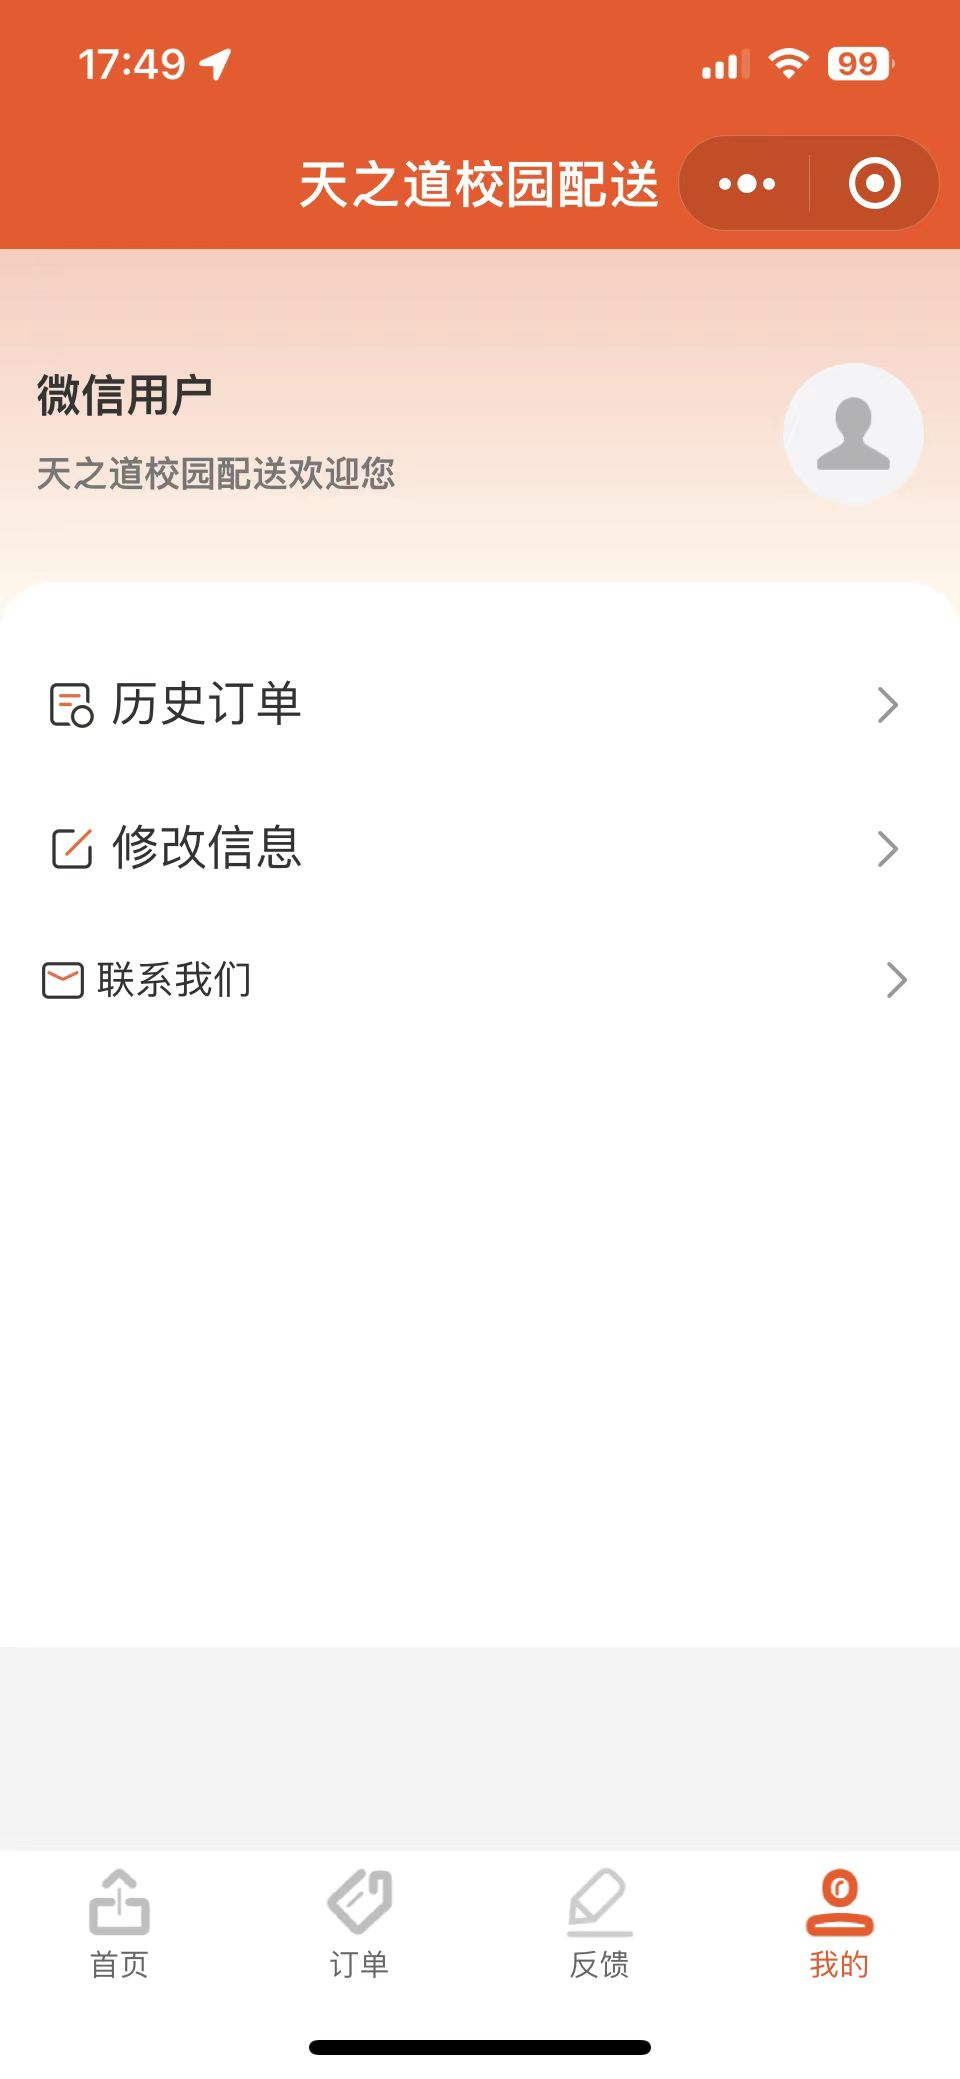 17:49
99
天之道校园配送
微信用户
天之道校园配送欢迎您
历史订单
修改信息
联系我们
首页
订单
反馈
我的